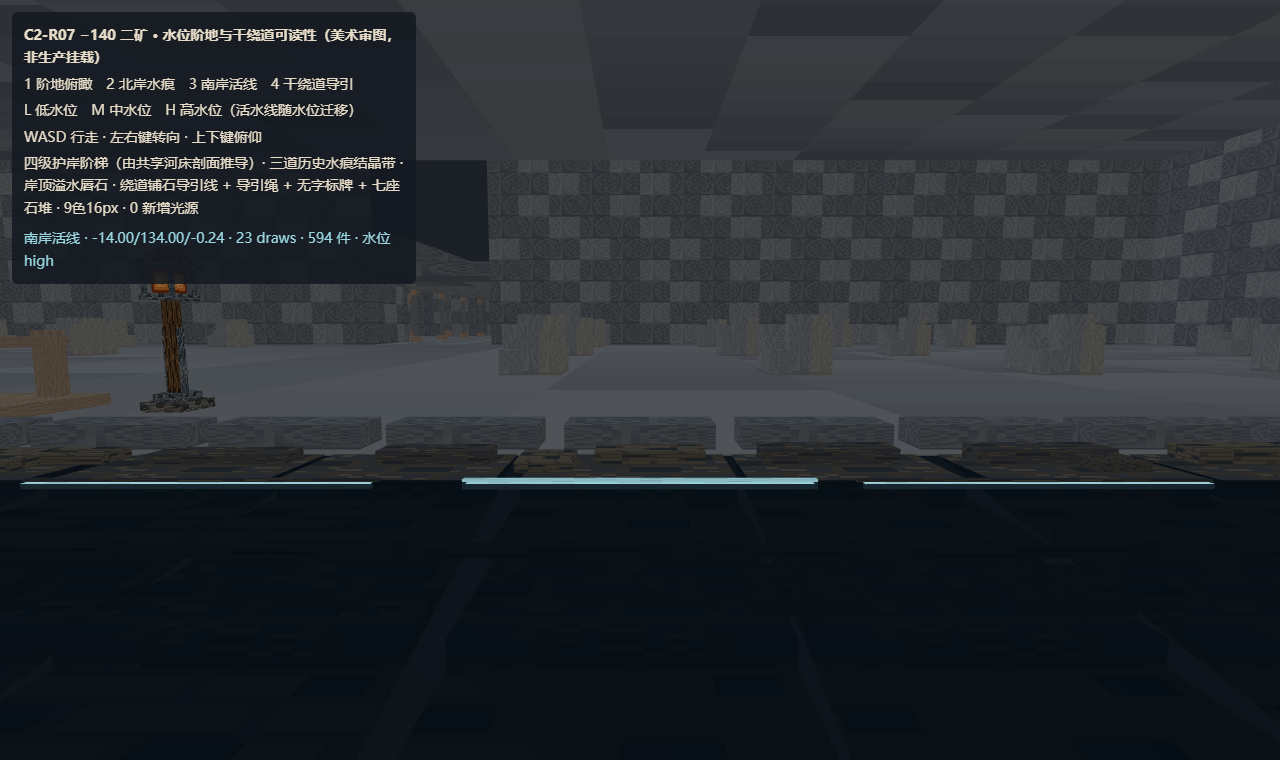 C2-R07 −140 二矿 • 水位阶地与干绕道可读性（美术审图，
非生产挂载）
1 阶地俯瞰 2 北岸水痕 3 南岸活线 4 干绕道导引
L 低水位 M 中水位 H 高水位（活水线随水位迁移）
WASD 行走 · 左右键转向 · 上下键俯仰
四级护岸阶梯（由共享河床剖面推导）· 三道历史水痕结晶带 ·
岸顶溢水唇石 · 绕道铺石导引线 + 导引绳 + 无字标牌 + 七座
石堆 · 9色16px · 0 新增光源
南岸活线 · -14.00/134.00/-0.24 · 23 draws · 594 件 · 水位
high